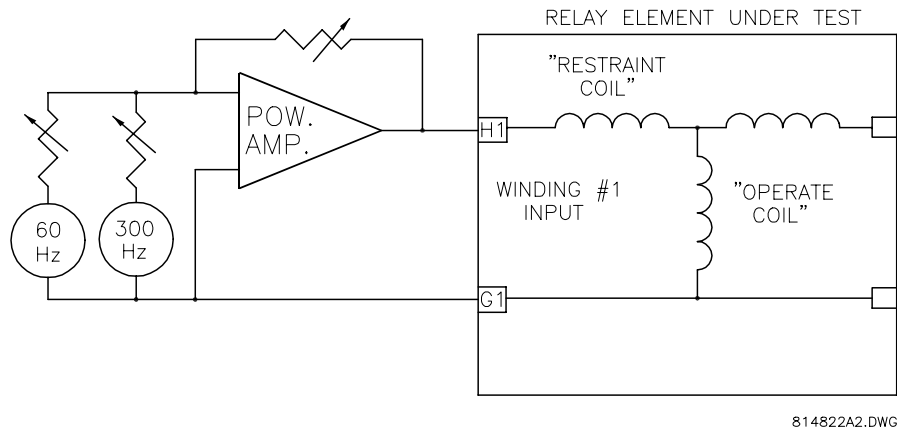 RELAY ELEMENT UNDER TEST
"RESTRAINT
COIL"
POW.
AMP.
H1
WINDING #1
INPUT
"OPERATE
COIL"
60
Hz
300
Hz
G1
814822A2.DWG